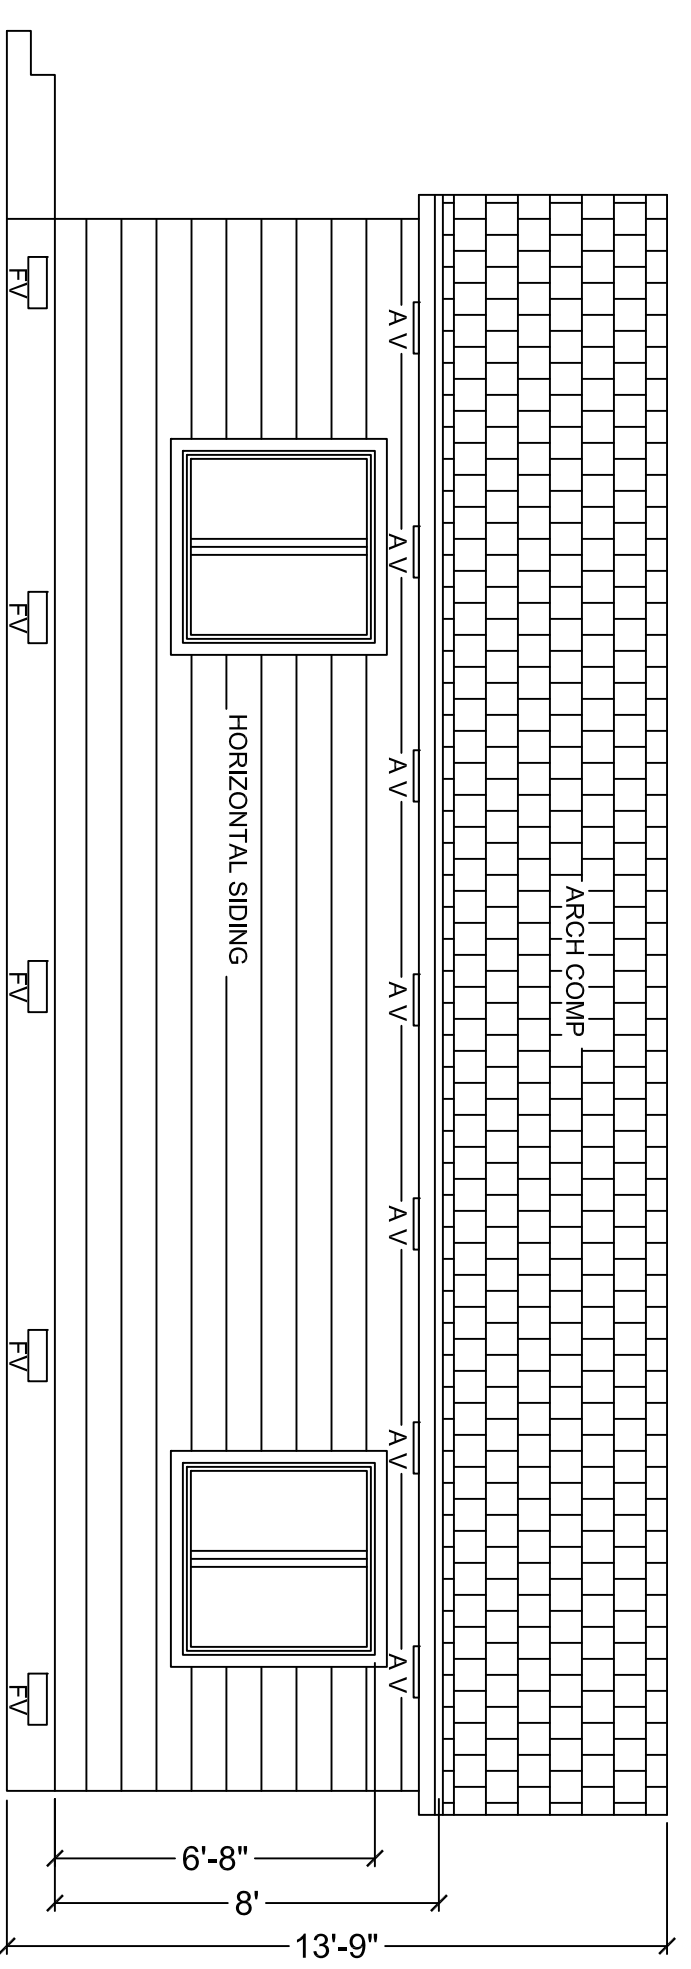 ARCH COMP
A V
A V
A V
A V
A V
A V
A V
HORIZONTAL SIDING
FV
FV
FV
FV
FV
6'-8"
8'
13'-9"